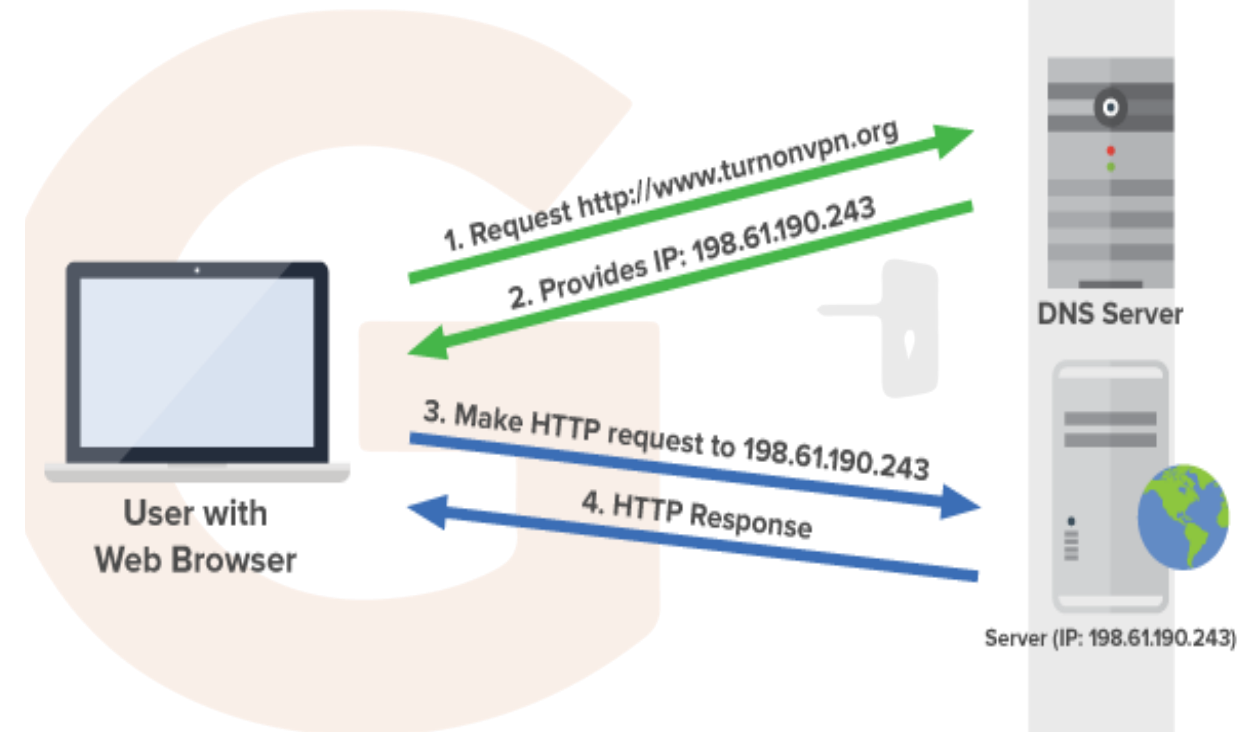 1. Request http://www.turnonvpn.org
2. Provides IP: 198.61.190.243
DNS Server
3. Make HTTP request to 198.61.190.243
4. HTTP Response
User with
Web Browser
Server (IP: 198.61.190.243)